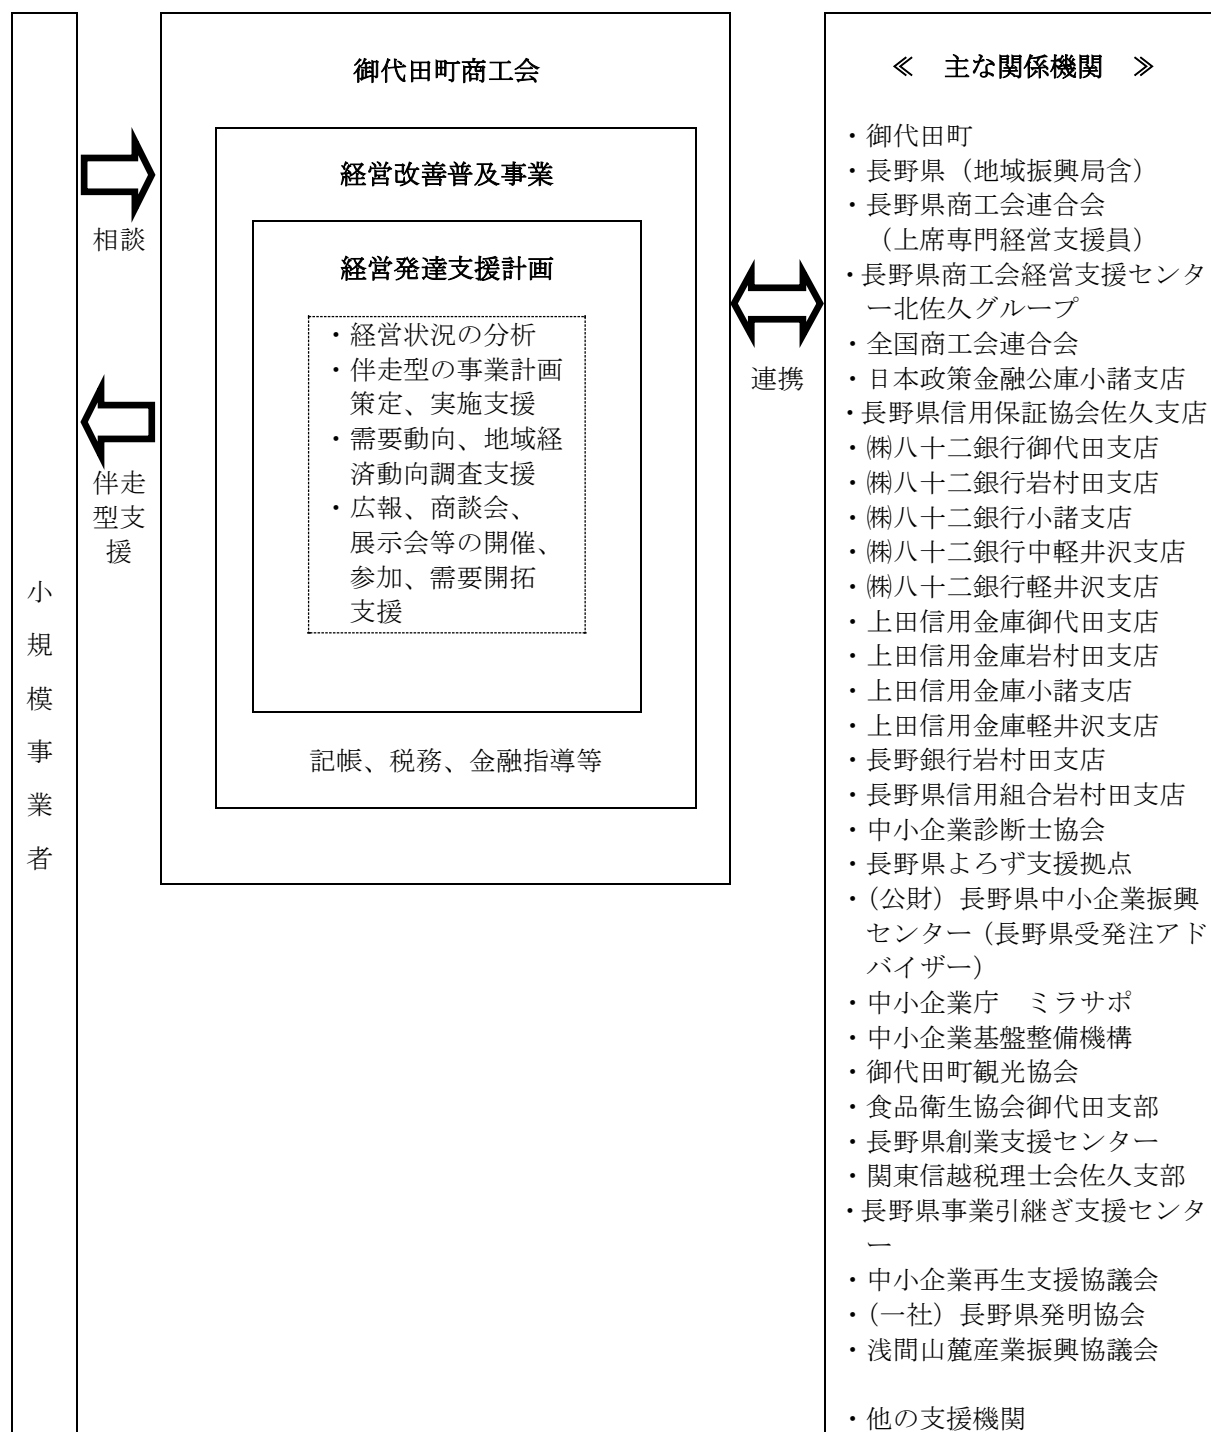 小
規
模
事
業
者
相談
伴走
型支
援
御代田町商工会
経営改善普及事業
経営発達支援計画
・経営状況の分析
・伴走型の事業計画
策定、実施支援
・需要動向、地域経
済動向調査支援
・広報、商談会、
展示会等の開催、
参加、需要開拓
支援
記帳、税務、金融指導等
連携
≪　主な関係機関　≫
・御代田町
・長野県（地域振興局含）
・長野県商工会連合会
（上席専門経営支援員）
・長野県商工会経営支援センタ
ー北佐久グループ
・全国商工会連合会
・日本政策金融公庫小諸支店
・長野県信用保証協会佐久支店
・㈱八十二銀行御代田支店
・㈱八十二銀行岩村田支店
・㈱八十二銀行小諸支店
・㈱八十二銀行中軽井沢支店
・㈱八十二銀行軽井沢支店
・上田信用金庫御代田支店
・上田信用金庫岩村田支店
・上田信用金庫小諸支店
・上田信用金庫軽井沢支店
・長野銀行岩村田支店
・長野県信用組合岩村田支店
・中小企業診断士協会
・長野県よろず支援拠点
・（公財）長野県中小企業振興
センター（長野県受発注アド
バイザー）
・中小企業庁　ミラサポ
・中小企業基盤整備機構
・御代田町観光協会
・食品衛生協会御代田支部
・長野県創業支援センター
・関東信越税理士会佐久支部
・長野県事業引継ぎ支援センタ
ー
・中小企業再生支援協議会
・（一社）長野県発明協会
・浅間山麓産業振興協議会
・他の支援機関